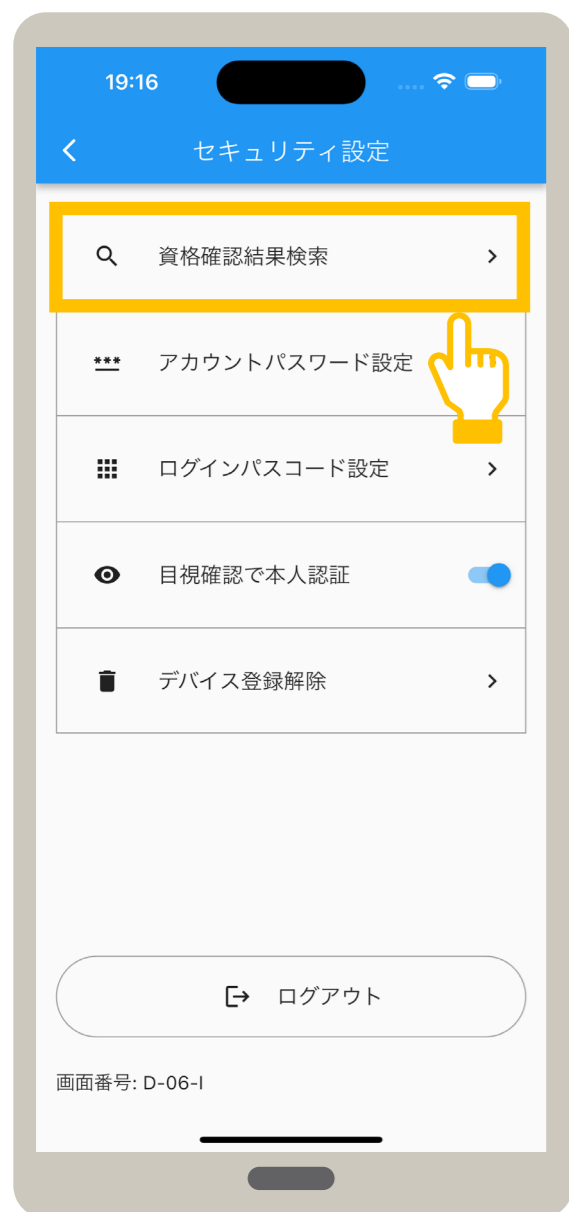 19:16
セキュリティ設定
資格確認結果検索
アカウントパスワード設定
ログインパスコード設定
目視確認で本人認証
デバイス登録解除
ログアウト
画面番号: D-06-I